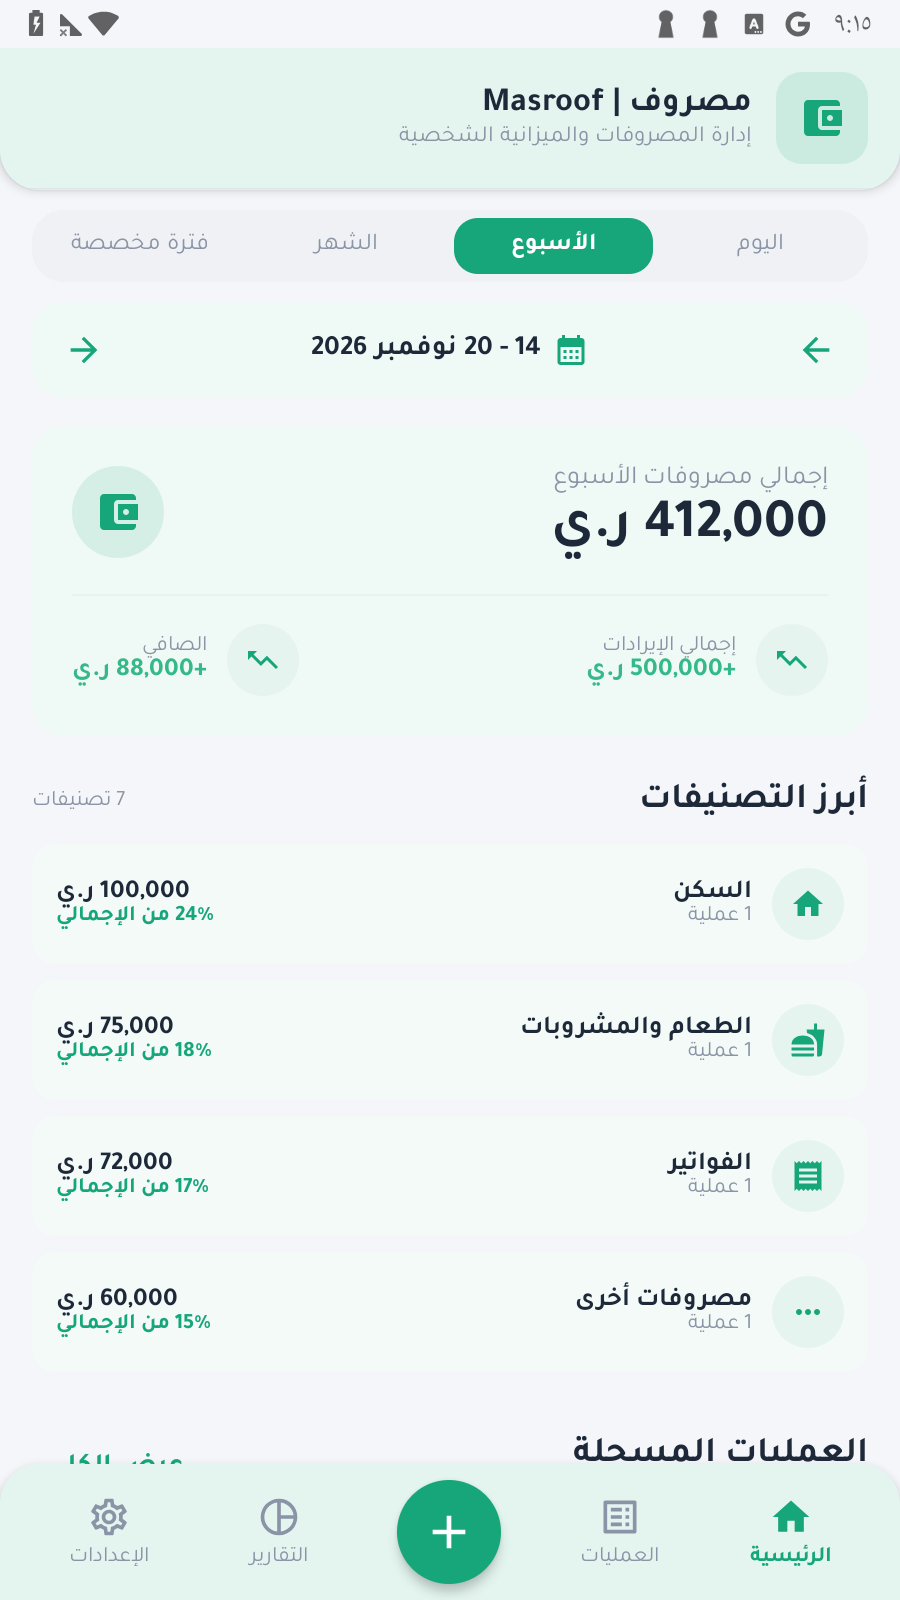 ٩:١٥
مصروف | Masroof
إدارة المصروفات والميزانية الشخصية
اليوم
الأسبوع
الشهر
فترة مخصصة
14 - 20 نوفمبر 2026
إجمالي مصروفات الأسبوع
412,000 ر.ي
إجمالي الإيرادات
+500,000 ر.ي
الصافي
+88,000 ر.ي
أبرز التصنيفات
7 تصنيفات
السكن
1 عملية
100,000 ر.ي
24% من الإجمالي
الطعام والمشروبات
1 عملية
75,000 ر.ي
18% من الإجمالي
الفواتير
1 عملية
72,000 ر.ي
17% من الإجمالي
مصروفات أخرى
1 عملية
60,000 ر.ي
15% من الإجمالي
العمليات المسجلة
عرض الكل
الرئيسية
العمليات
التقارير
الإعدادات